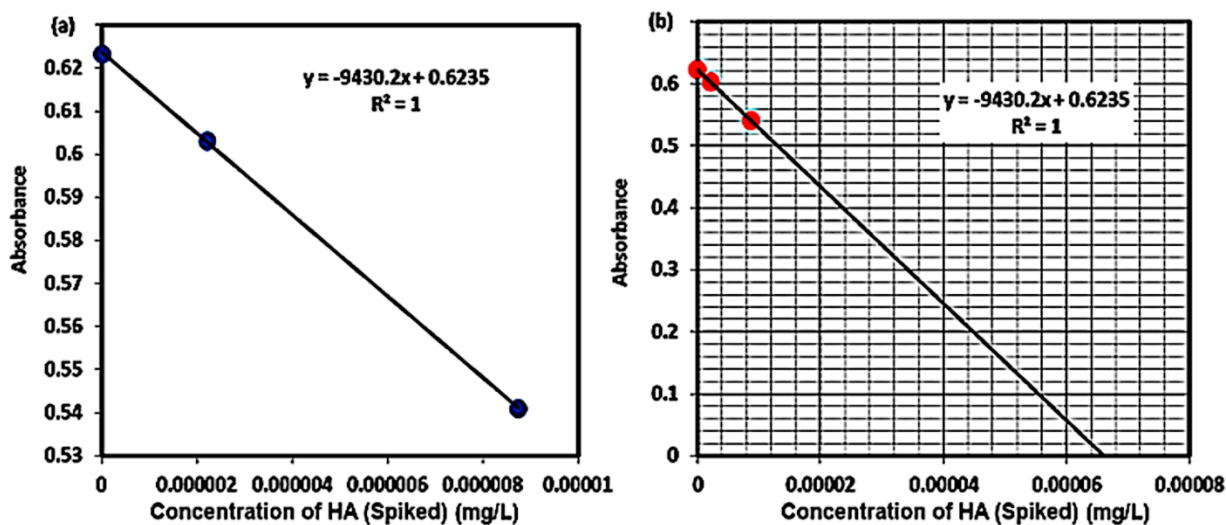 (a)
0.62
0.61
0.6
0.59
0.58
0.57
0.56
0.55
0.54
0.53
Absorbance
y = -9430.2x + 0.6235
R² = 1
0 0.000002 0.000004 0.000006 0.000008 0.00001
Concentration of HA (Spiked) (mg/L)
(b)
0.6
0.5
0.4
0.3
0.2
0.1
0
Absorbance
y = -9430.2x + 0.6235
R² = 1
0 0.00002 0.00004 0.00006 0.00008
Concentration of HA (Spiked) (mg/L)